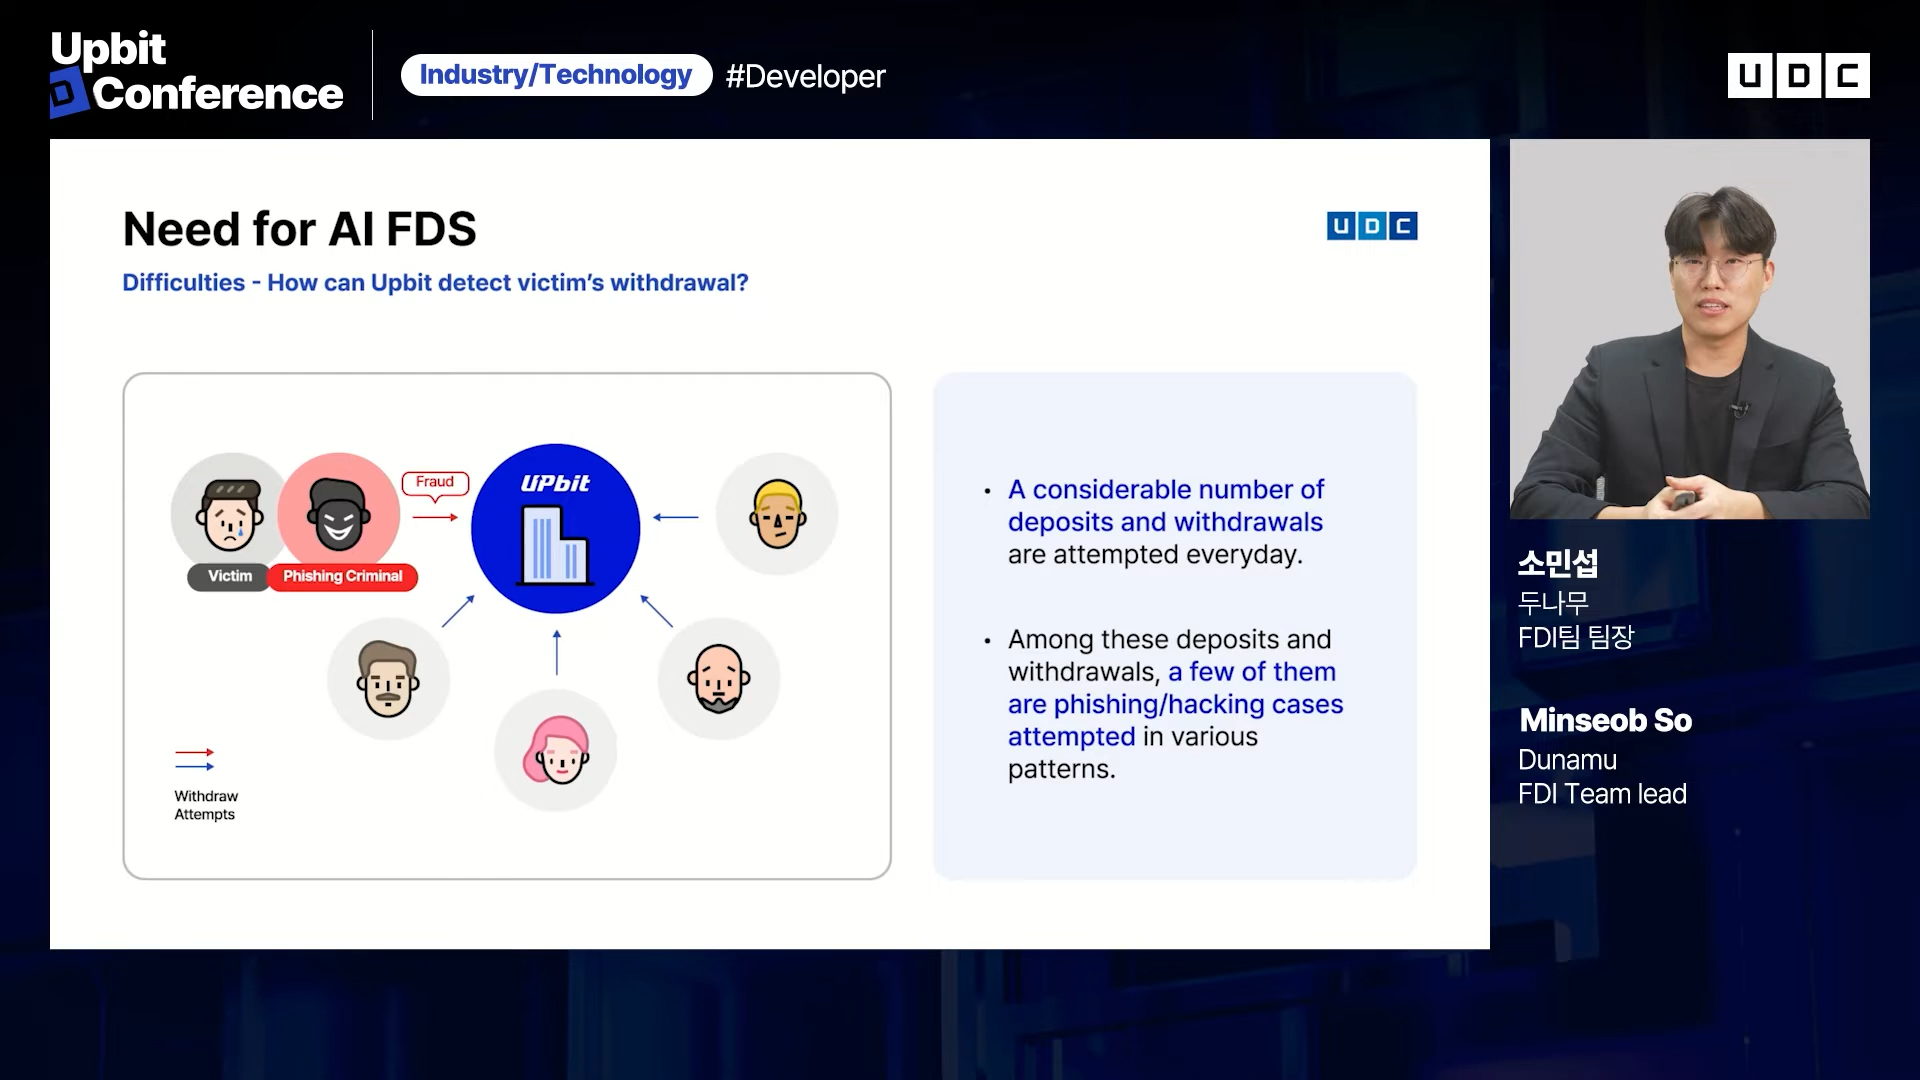 Upbit
D Conference
Industry/Technology #Developer
UDC
Need for AI FDS
UDC
Difficulties - How can Upbit detect victim's withdrawal?
Fraud
UPbit
Victim
Phishing Criminal
Withdraw
Attempts
• A considerable number of
deposits and withdrawals
are attempted everyday.
• Among these deposits and
withdrawals, a few of them
are phishing/hacking cases
attempted in various
patterns.
소민섭
두나무
FDI팀 팀장
Minseob So
Dunamu
FDI Team lead